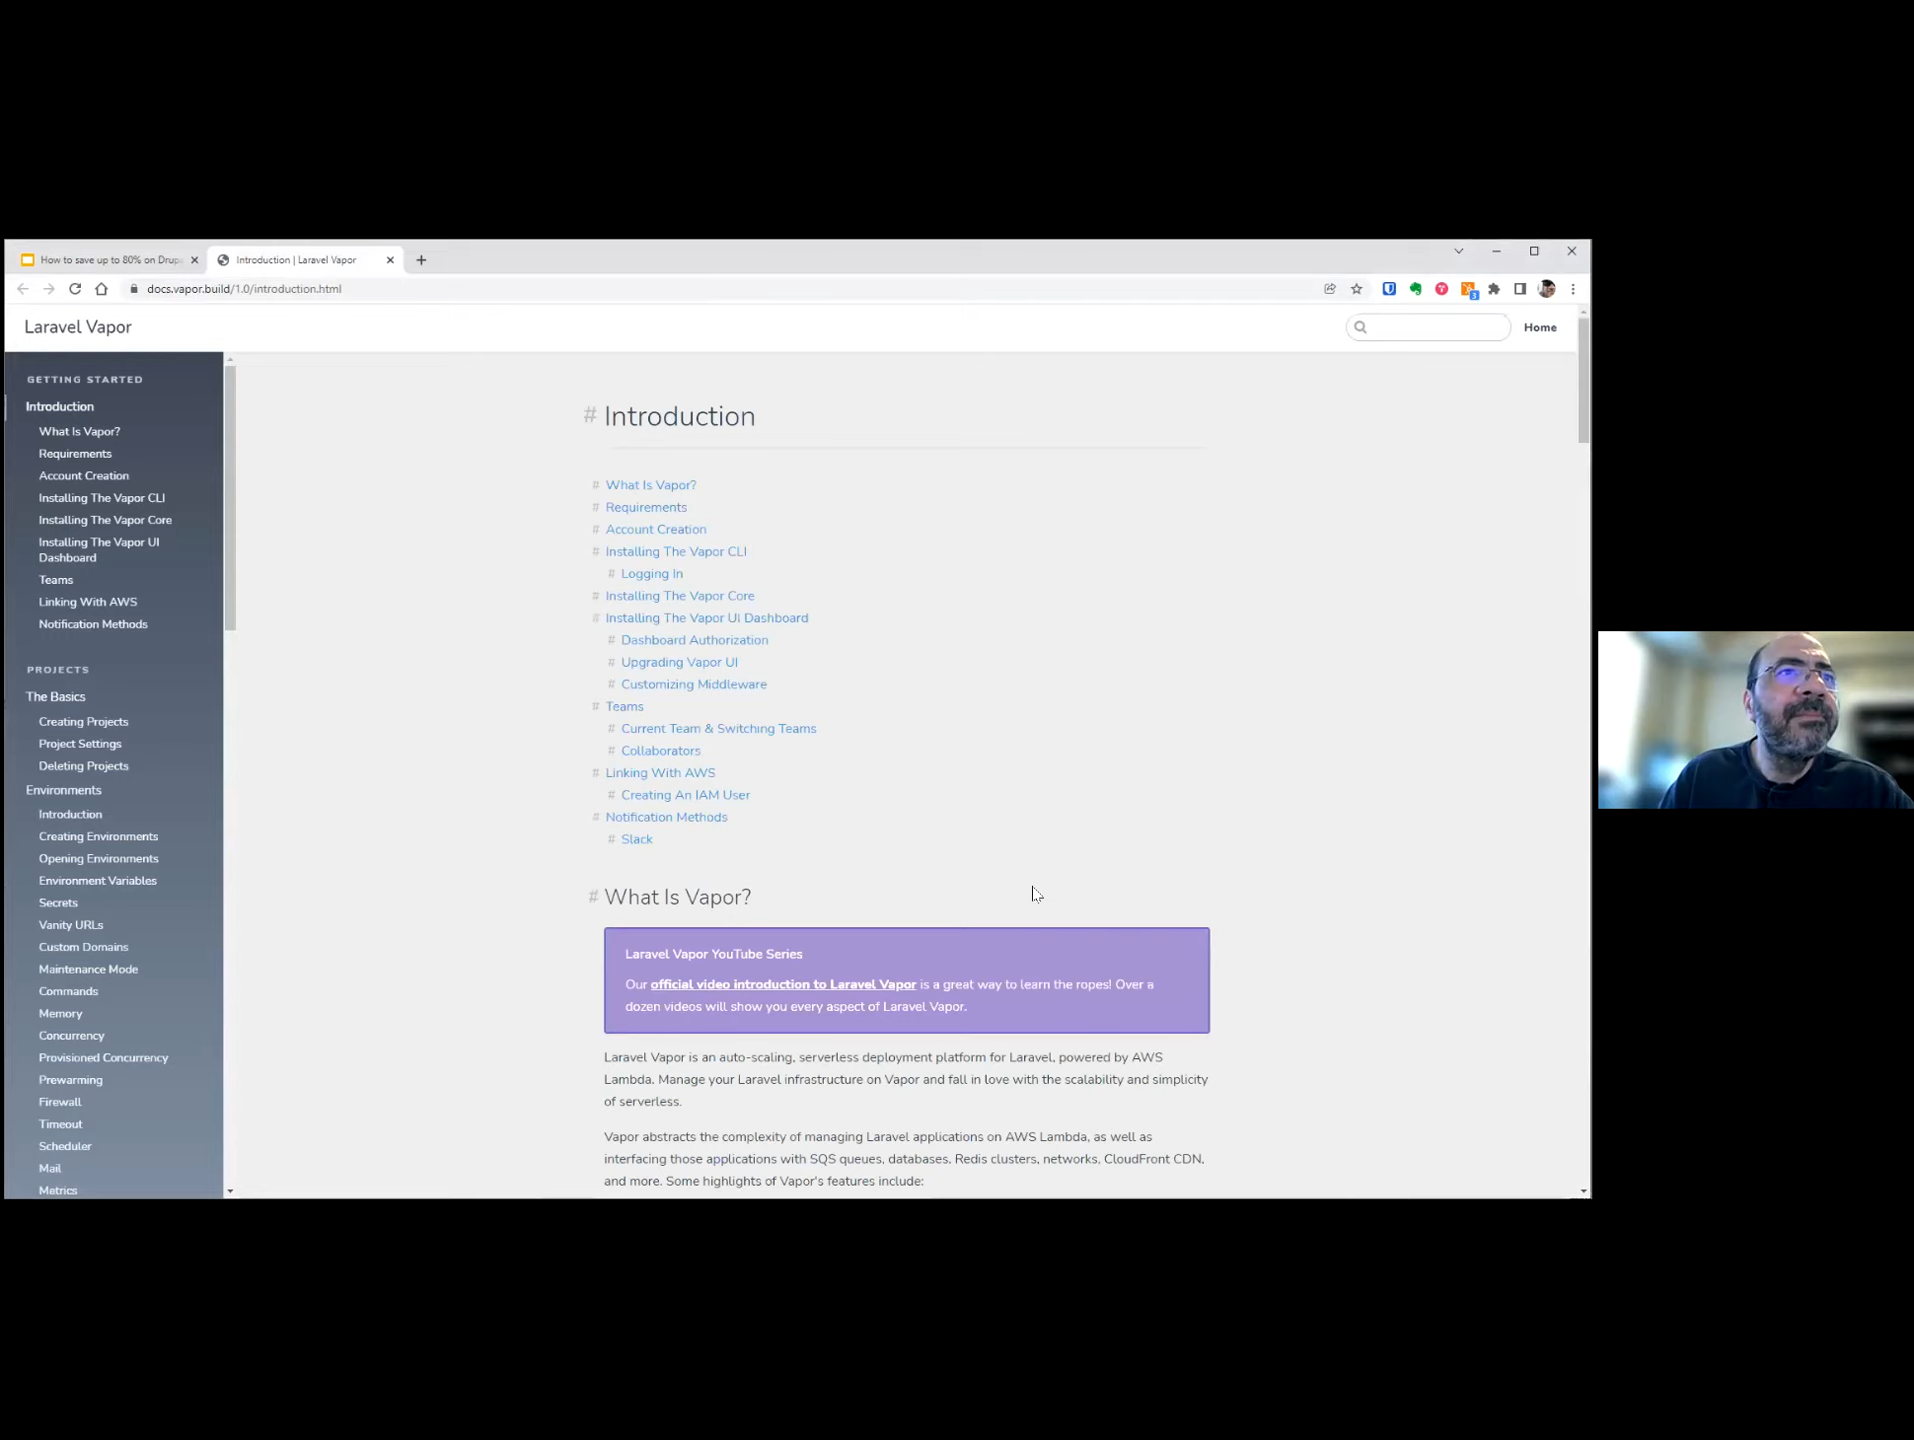 How to save up to 80% on Drup
Introduction | Laravel Vapor
docs.vapor.build/1.0/introduction.html
3
Laravel Vapor
Home
GETTING STARTED
Introduction
What Is Vapor?
Requirements
Account Creation
Installing The Vapor CLI
Installing The Vapor Core
Installing The Vapor UI
Dashboard
Teams
Linking With AWS
Notification Methods
PROJECTS
The Basics
Creating Projects
Project Settings
Deleting Projects
Environments
Introduction
Creating Environments
Opening Environments
Environment Variables
Secrets
Vanity URLs
Custom Domains
Maintenance Mode
Commands
Memory
Concurrency
Provisioned Concurrency
Prewarming
Firewall
Timeout
Scheduler
Mail
Metrics
# Introduction
# What Is Vapor?
# Requirements
# Account Creation
# Installing The Vapor CLI
# Logging In
# Installing The Vapor Core
# Installing The Vapor UI Dashboard
# Dashboard Authorization
# Upgrading Vapor UI
# Customizing Middleware
# Teams
# Current Team & Switching Teams
# Collaborators
# Linking With AWS
# Creating An IAM User
# Notification Methods
# Slack
# What Is Vapor?
Laravel Vapor YouTube Series
Our official video introduction to Laravel Vapor is a great way to learn the ropes! Over a
dozen videos will show you every aspect of Laravel Vapor.
Laravel Vapor is an auto-scaling, serverless deployment platform for Laravel, powered by AWS
Lambda. Manage your Laravel infrastructure on Vapor and fall in love with the scalability and simplicity
of serverless.
Vapor abstracts the complexity of managing Laravel applications on AWS Lambda, as well as
interfacing those applications with SQS queues, databases, Redis clusters, networks, CloudFront CDN,
and more. Some highlights of Vapor's features include: